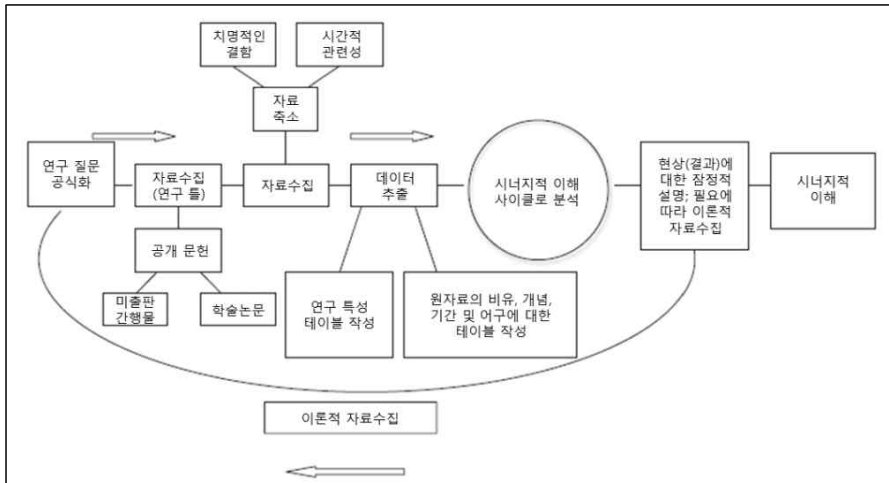 치명적인
결함
시간적
관련성
자료
축소
연구 질문
공식화
자료수집
(연구 틀)
자료수집
데이터
추출
시너지적 이해
사이클로 분석
현상(결과)에
대한 잠정적
설명; 필요에
따라 이론적
자료수집
시너지적
이해
공개 문헌
미출판
간행물
학술논문
연구 특성
테이블 작성
원자료의 비유, 개념,
기간 및 어구에 대한
테이블 작성
이론적 자료수집